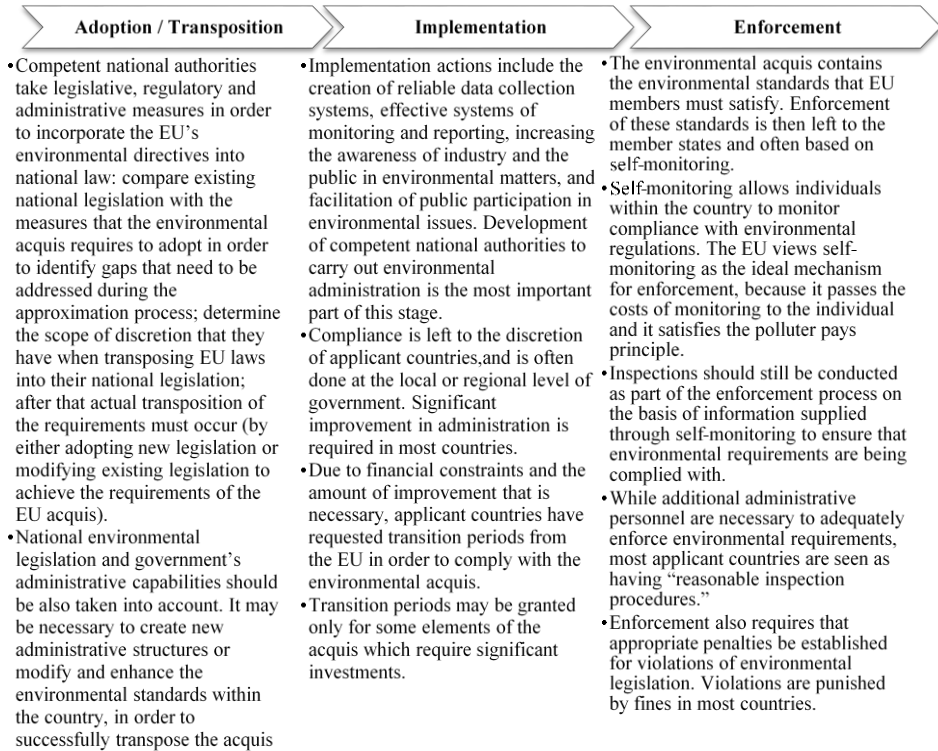 Adoption / Transposition
Implementation
Enforcement
•Competent national authorities
take legislative, regulatory and
administrative measures in order
to incorporate the EU’s
environmental directives into
national law: compare existing
national legislation with the
measures that the environmental
acquis requires to adopt in order
to identify gaps that need to be
addressed during the
approximation process; determine
the scope of discretion that they
have when transposing EU laws
into their national legislation;
after that actual transposition of
the requirements must occur (by
either adopting new legislation or
modifying existing legislation to
achieve the requirements of the
EU acquis).
•National environmental
legislation and government’s
administrative capabilities should
be also taken into account. It may
be necessary to create new
administrative structures or
modify and enhance the
environmental standards within
the country, in order to
successfully transpose the acquis
•Implementation actions include the
creation of reliable data collection
systems, effective systems of
monitoring and reporting, increasing
the awareness of industry and the
public in environmental matters, and
facilitation of public participation in
environmental issues. Development
of competent national authorities to
carry out environmental
administration is the most important
part of this stage.
•Compliance is left to the discretion
of applicant countries,and is often
done at the local or regional level of
government. Significant
improvement in administration is
required in most countries.
•Due to financial constraints and the
amount of improvement that is
necessary, applicant countries have
requested transition periods from
the EU in order to comply with the
environmental acquis.
•Transition periods may be granted
only for some elements of the
acquis which require significant
investments.
•The environmental acquis contains
the environmental standards that EU
members must satisfy. Enforcement
of these standards is then left to the
member states and often based on
self-monitoring.
•Self-monitoring allows individuals
within the country to monitor
compliance with environmental
regulations. The EU views self-
monitoring as the ideal mechanism
for enforcement, because it passes the
costs of monitoring to the individual
and it satisfies the polluter pays
principle.
•Inspections should still be conducted
as part of the enforcement process on
the basis of information supplied
through self-monitoring to ensure that
environmental requirements are being
complied with.
•While additional administrative
personnel are necessary to adequately
enforce environmental requirements,
most applicant countries are seen as
having “reasonable inspection
procedures.”
•Enforcement also requires that
appropriate penalties be established
for violations of environmental
legislation. Violations are punished
by fines in most countries.